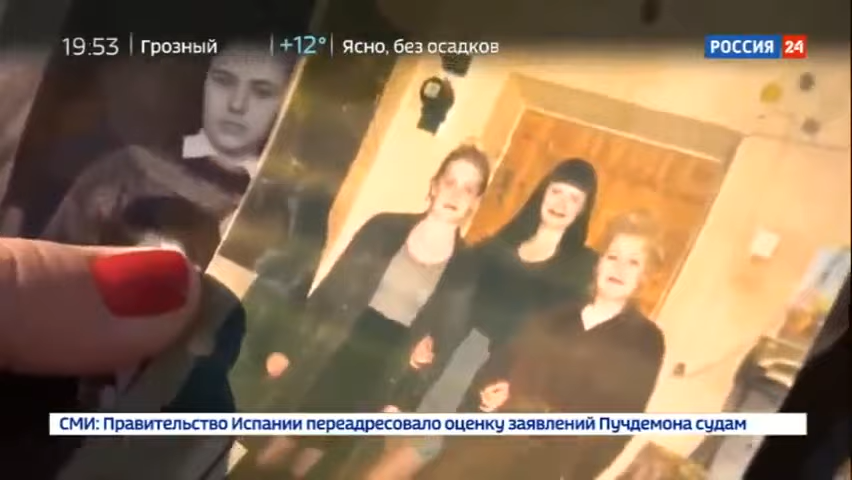 19:53 Грозный +12° Ясно, без осадков РОССИЯ 24
СМИ: Правительство Испании переадресовало оценку заявлений Пучдемона судам